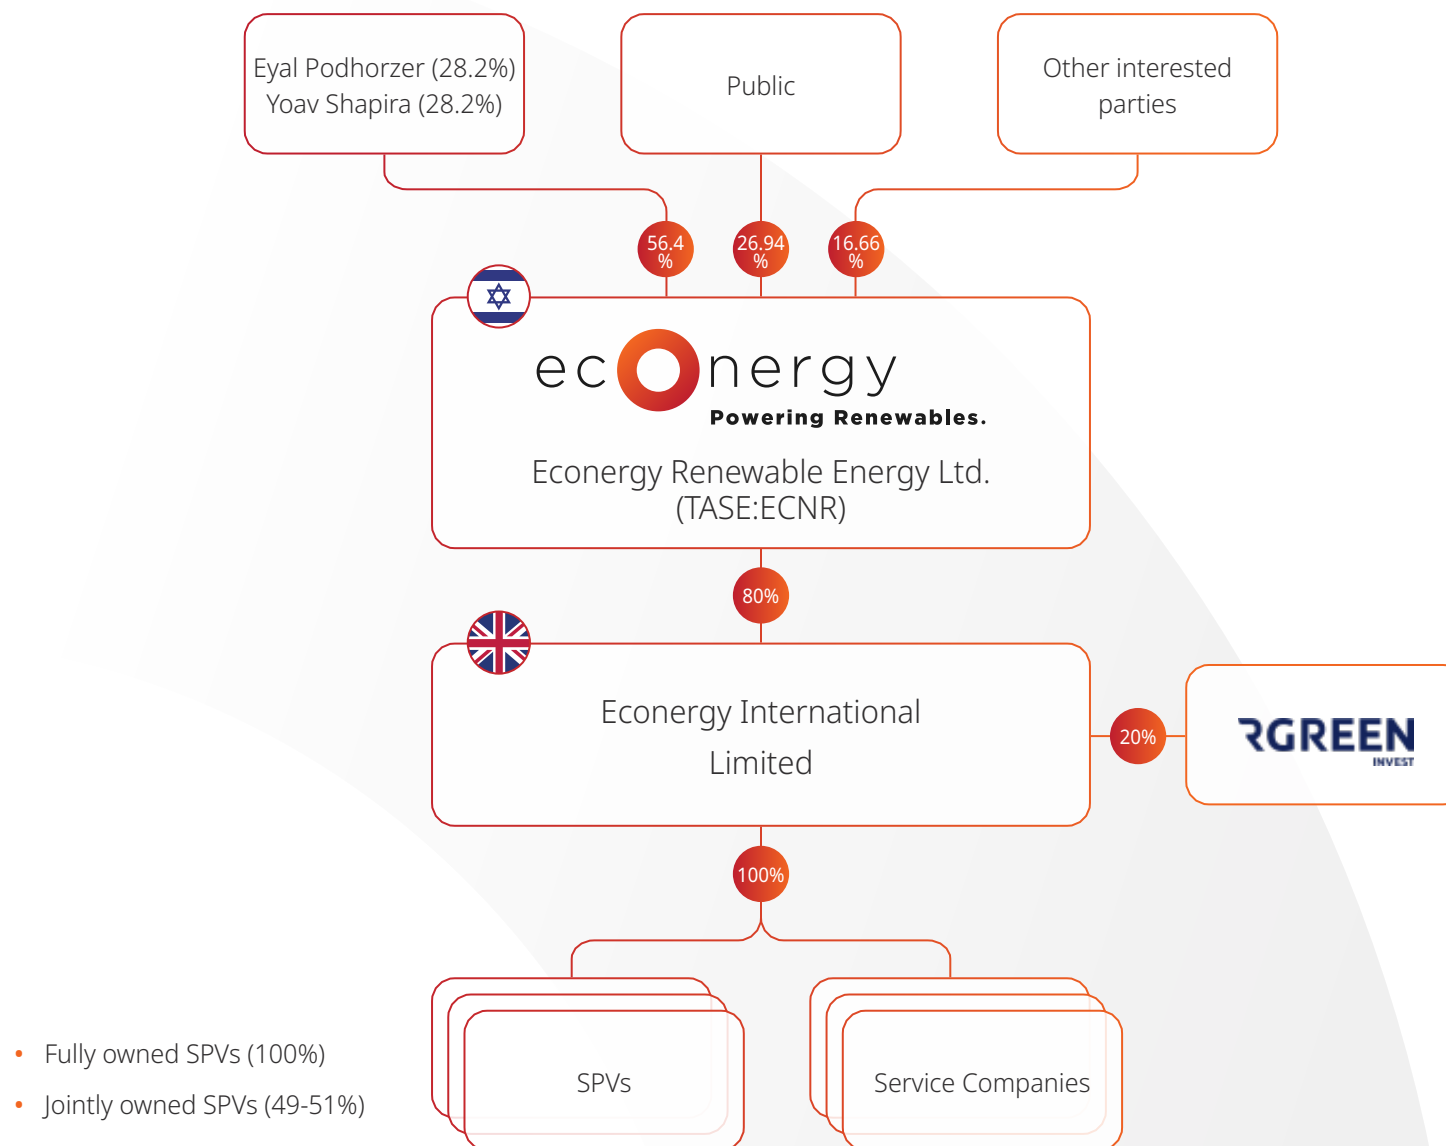 Eyal Podhorzer (28.2%)
Yoav Shapira (28.2%)
Public
Other interested
parties
56.4
%
26.94
%
16.66
%
econergy
Powering Renewables.
Econergy Renewable Energy Ltd.
(TASE:ECNR)
80%
Econergy International
Limited
20%
RGREEN
INVEST
100%
SPVs
Service Companies
• Fully owned SPVs (100%)
• Jointly owned SPVs (49-51%)